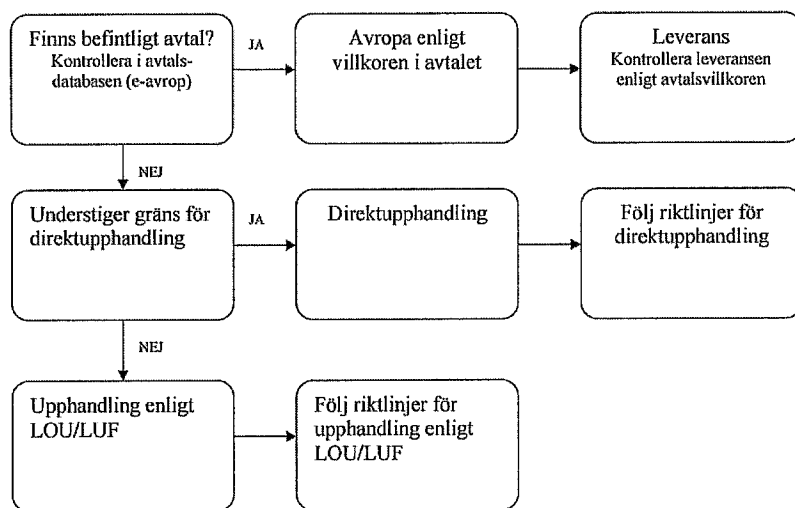 Finns befintligt avtal?
Kontrollera i avtals-
databasen (e-avrop)
JA
Avropa enligt
villkoren i avtalet
Leverans
Kontrollera leveransen
enligt avtalsvillkoren
NEJ
Understiger gräns för
direktupphandling
JA
Direktupphandling
Följ riktlinjer för
direktupphandling
NEJ
Upphandling enligt
LOU/LUF
Följ riktlinjer för
upphandling enligt
LOU/LUF